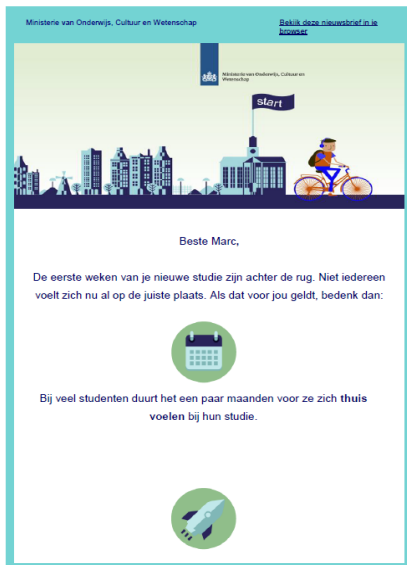 Ministerie van Onderwijs, Cultuur en Wetenschap
Bekijk deze nieuwsbrief in je
browser
Ministerie van Onderwijs, Cultuur en
Wetenschap
start
Beste Marc,
De eerste weken van je nieuwe studie zijn achter de rug. Niet iedereen
voelt zich nu al op de juiste plaats. Als dat voor jou geldt, bedenk dan:
Bij veel studenten duurt het een paar maanden voor ze zich thuis
voelen bij hun studie.